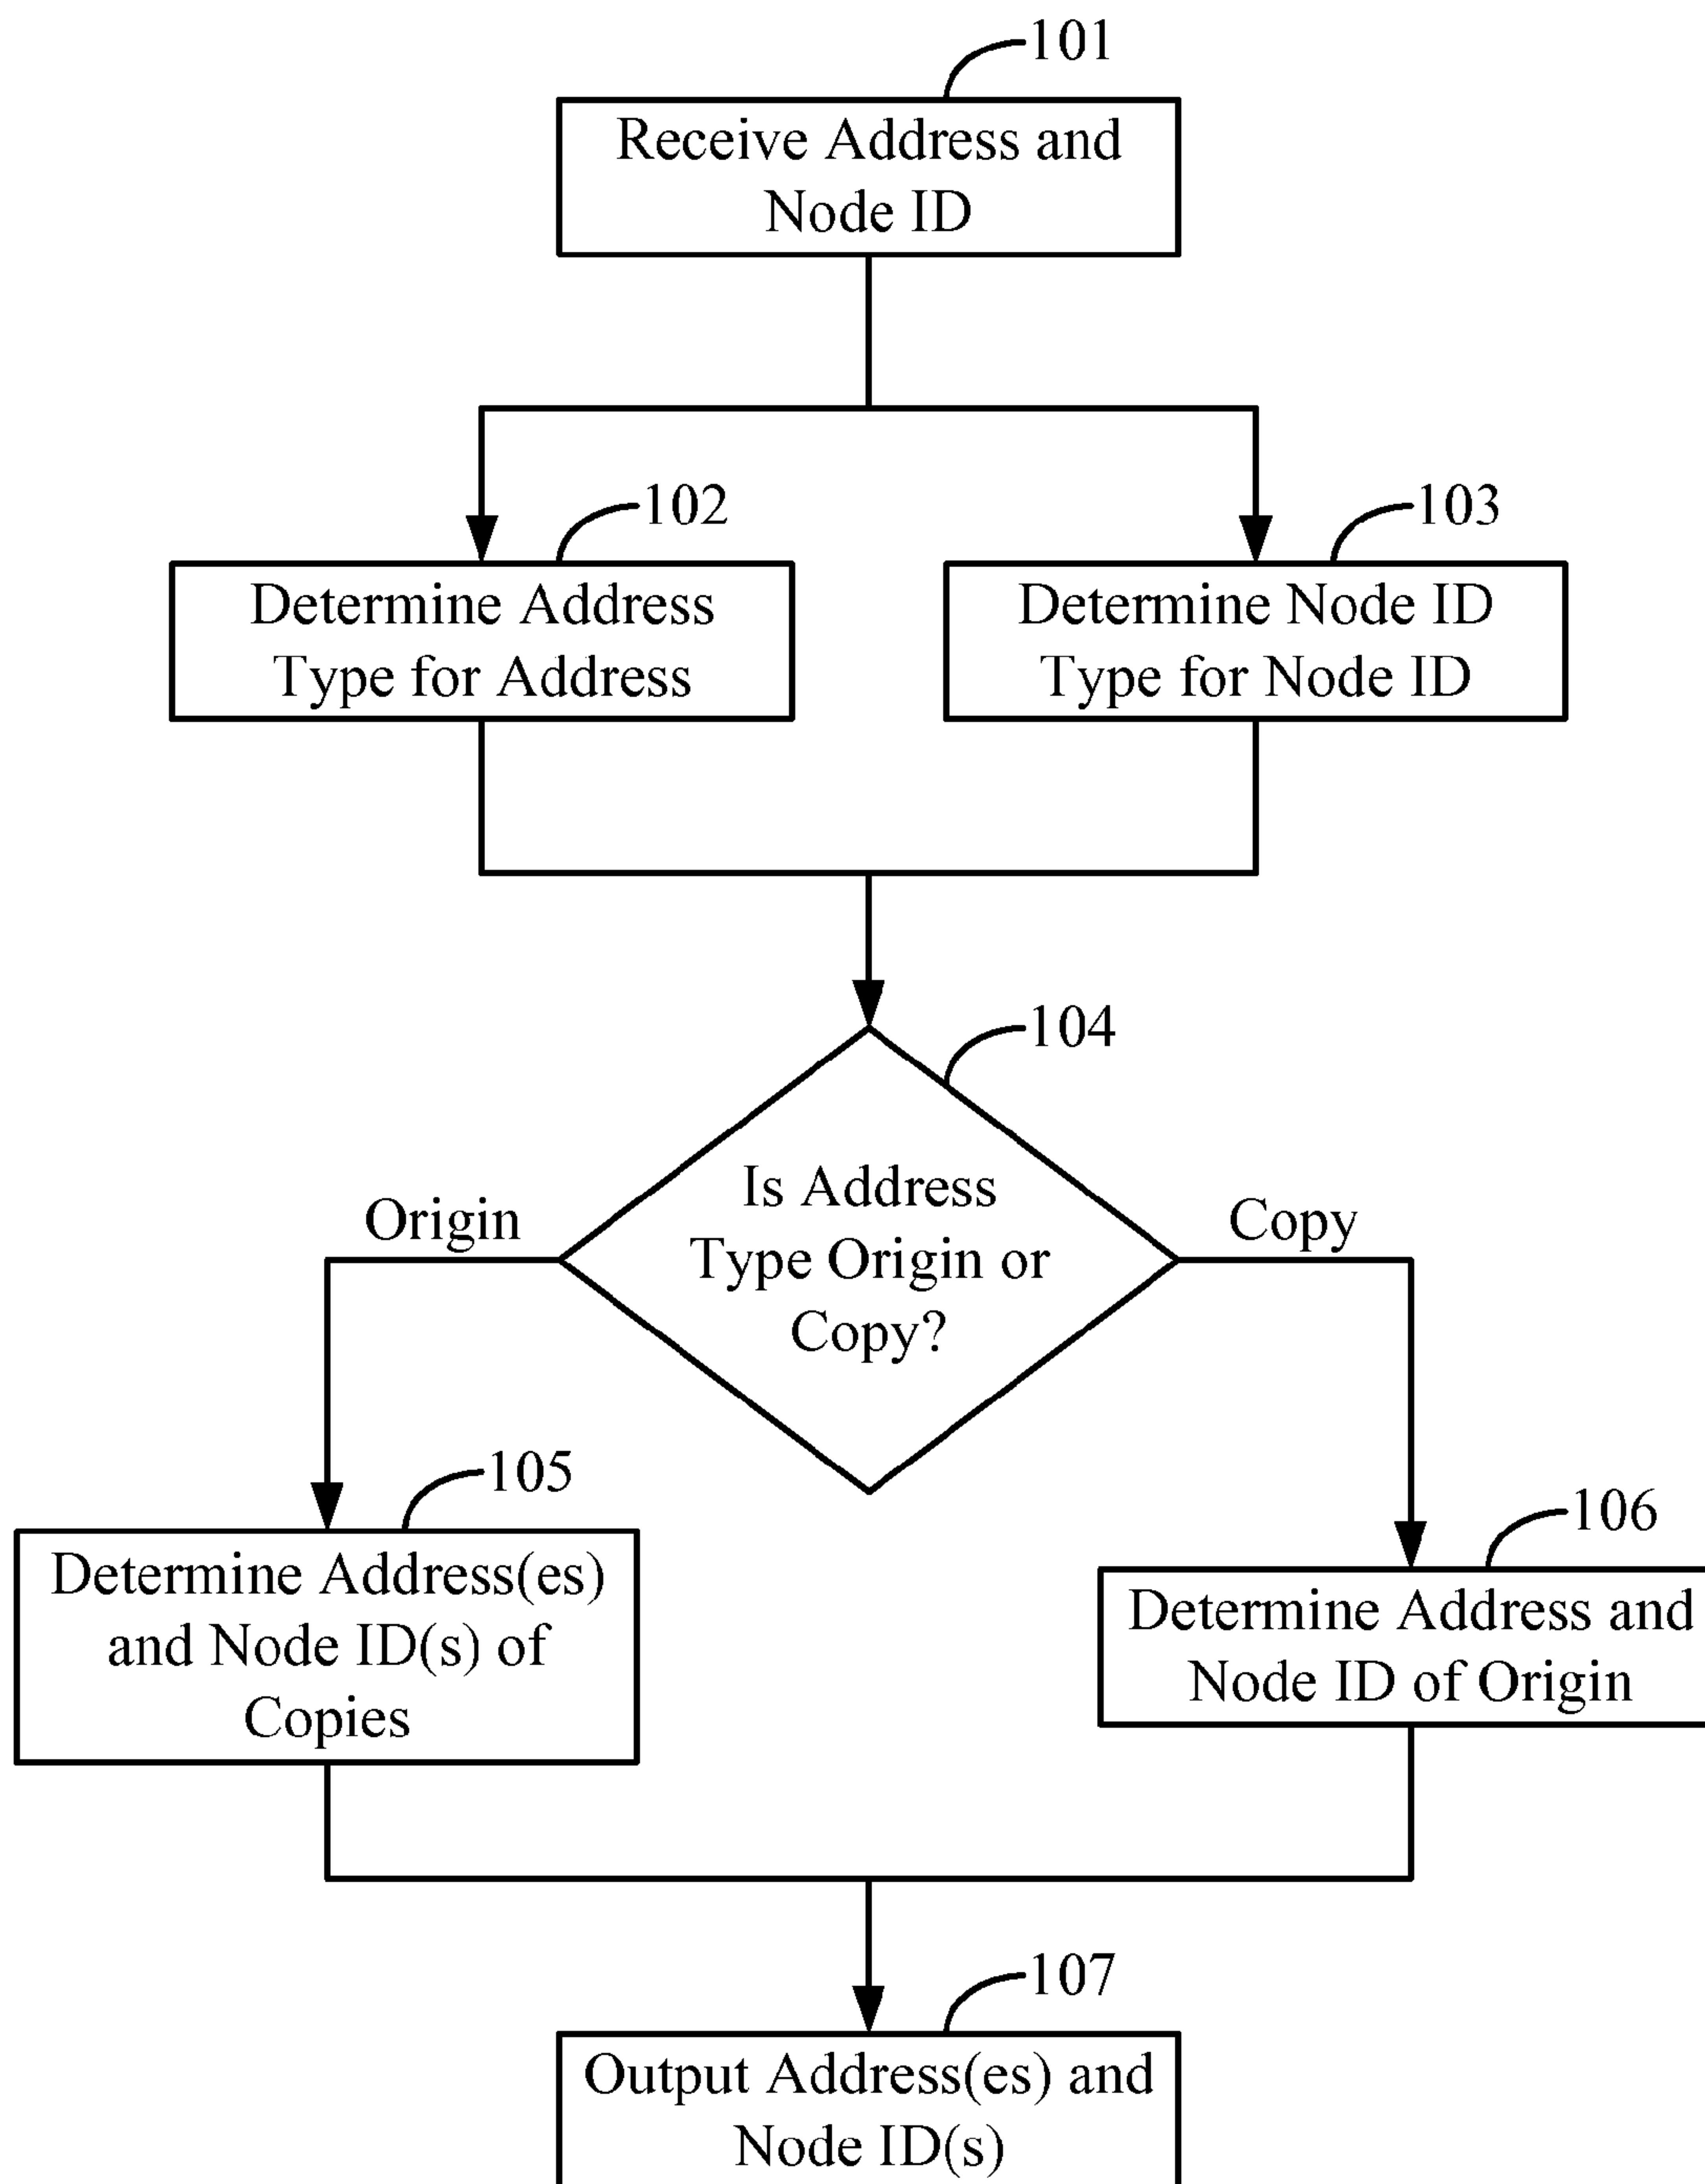 101
Receive Address and
Node ID
102
Determine Address
Type for Address
103
Determine Node ID
Type for Node ID
104
Is Address
Type Origin or
Copy?
Origin
Copy
105
Determine Address(es)
and Node ID(s) of
Copies
106
Determine Address and
Node ID of Origin
107
Output Address(es) and
Node ID(s)